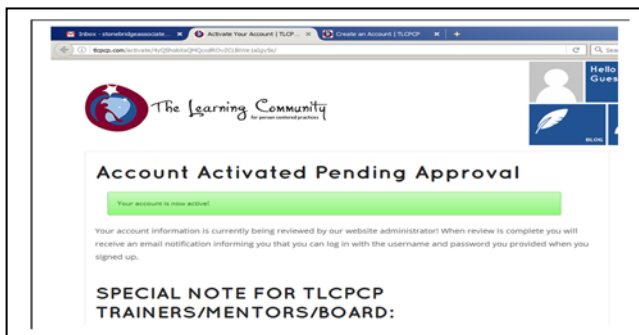 Inbox - stonebridgeassociate... × Activate Your Account | TLCP... × Create an Account | TLCPCP × +
C Sea
Hello
Gues
The Learning Community
for person centered practices
BLOG
Account Activated Pending Approval
Your account is now active!
Your account information is currently being reviewed by our website administrator! When review is complete you will
receive an email notification informing you that you can log in with the username and password you provided when you
signed up.
SPECIAL NOTE FOR TLCPCP
TRAINERS/MENTORS/BOARD: